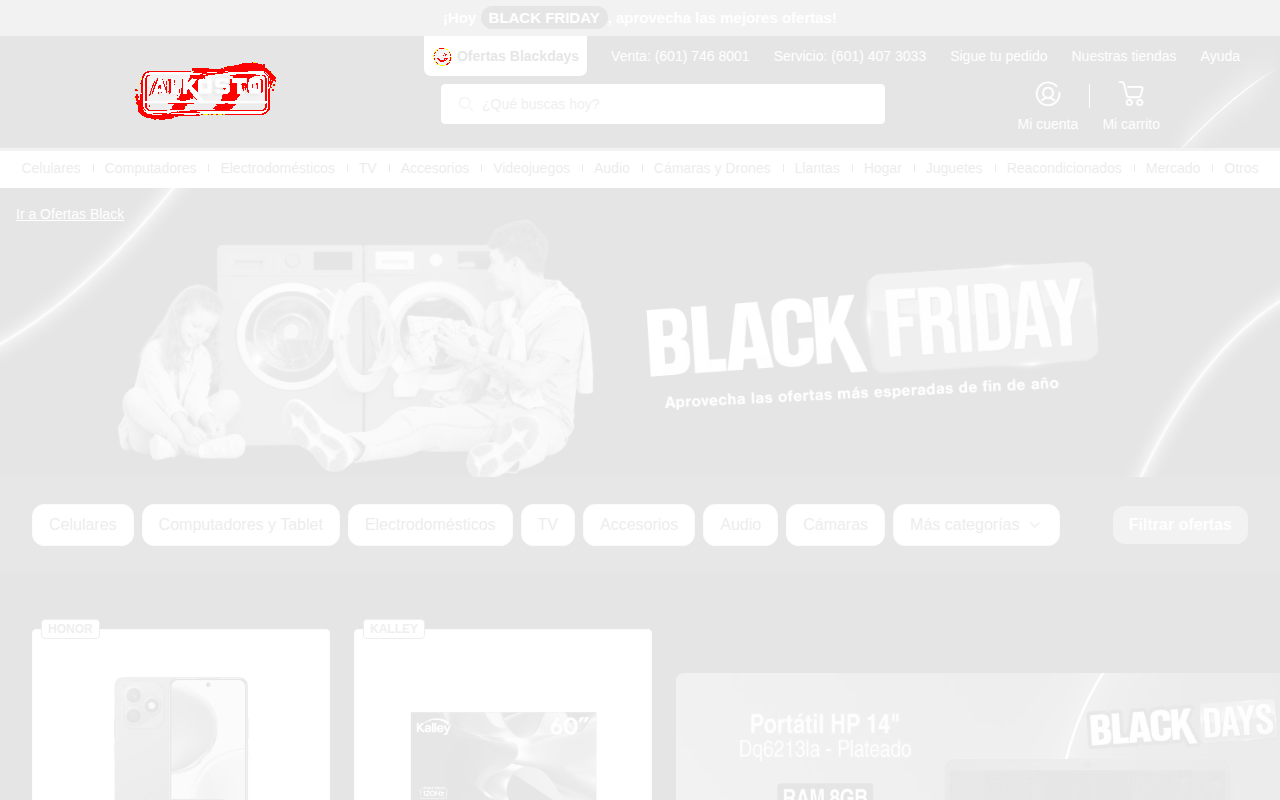 ¡Hoy BLACK FRIDAY, aprovecha las mejores ofertas!
Ofertas Blackdays
Venta: (601) 746 8001
Servicio: (601) 407 3033
Sigue tu pedido
Nuestras tiendas
Ayuda
ALKOSTO
¿Qué buscas hoy?
Mi cuenta
Mi carrito
Celulares
Computadores
Electrodomésticos
TV
Accesorios
Videojuegos
Audio
Cámaras y Drones
Llantas
Hogar
Juguetes
Reacondicionados
Mercado
Otros
Ir a Ofertas Black
BLACK FRIDAY
Aprovecha las ofertas más esperadas de fin de año
Celulares
Computadores y Tablet
Electrodomésticos
TV
Accesorios
Audio
Cámaras
Más categorías
Filtrar ofertas
HONOR
KALLEY
Kalley
60”
120Hz
Portátil HP 14"
Dq6213la - Plateado
RAM 8GB
BLACK DAYS